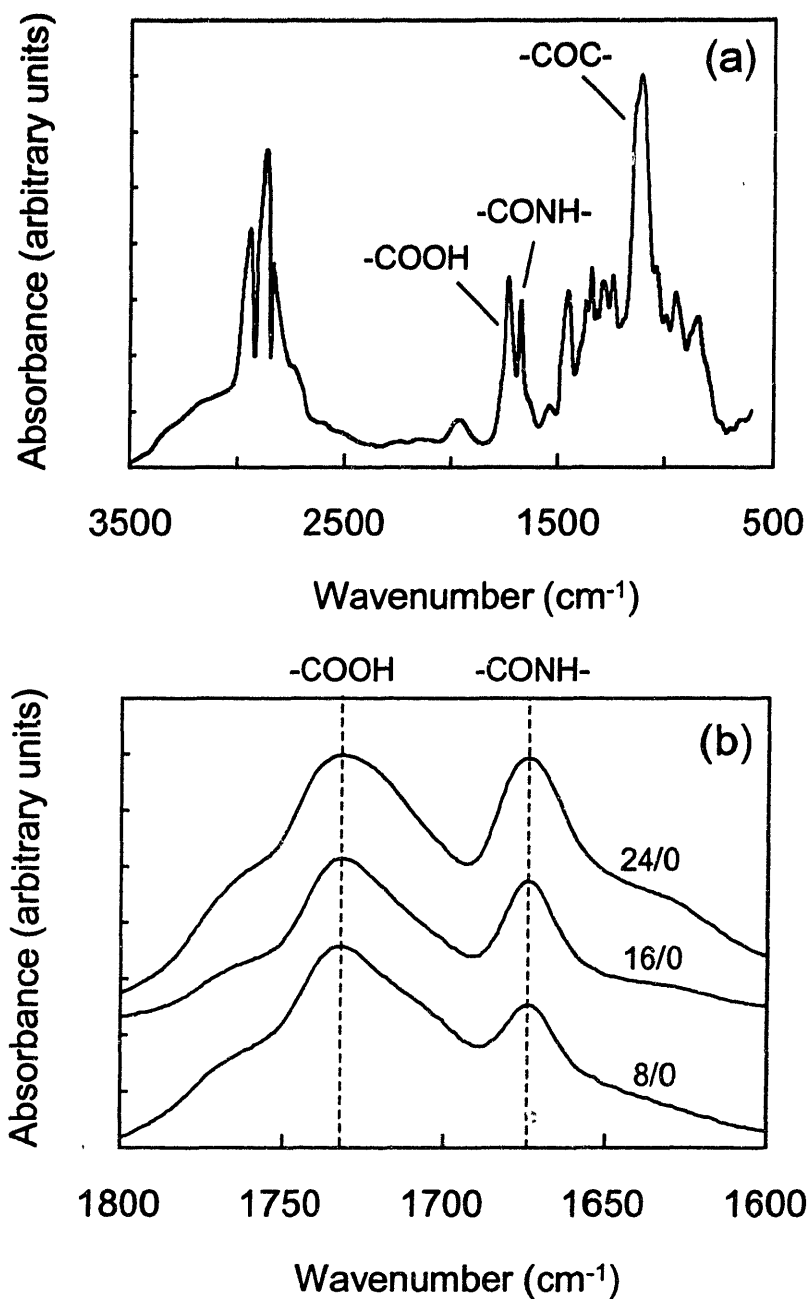 (a)
-COC-
-CONH-
-COOH
Absorbance (arbitrary units)
3500 2500 1500 500
Wavenumber (cm⁻¹)
-COOH -CONH-
(b)
24/0
16/0
8/0
Absorbance (arbitrary units)
1800 1750 1700 1650 1600
Wavenumber (cm⁻¹)